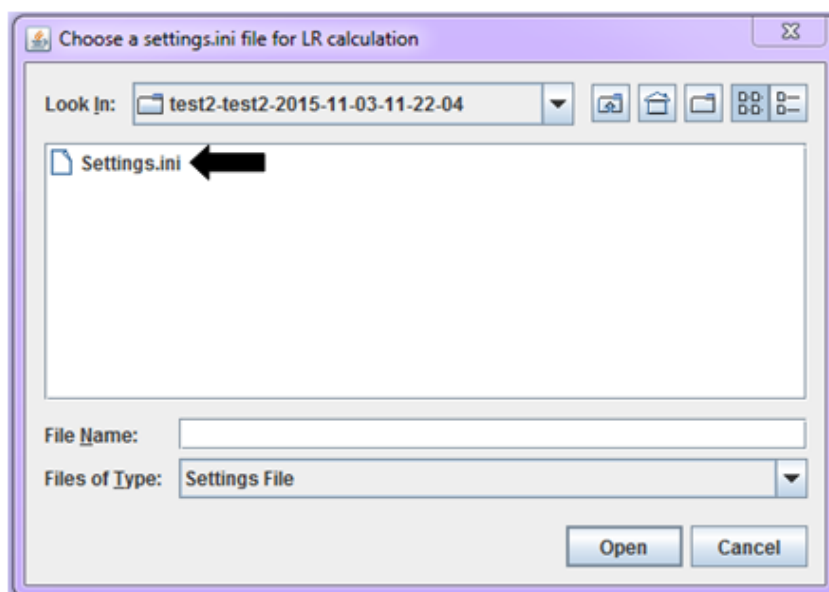 Choose a settings.ini file for LR calculation
Look In: test2-test2-2015-11-03-11-22-04
Settings.ini
File Name:
Files of Type: Settings File
Open Cancel